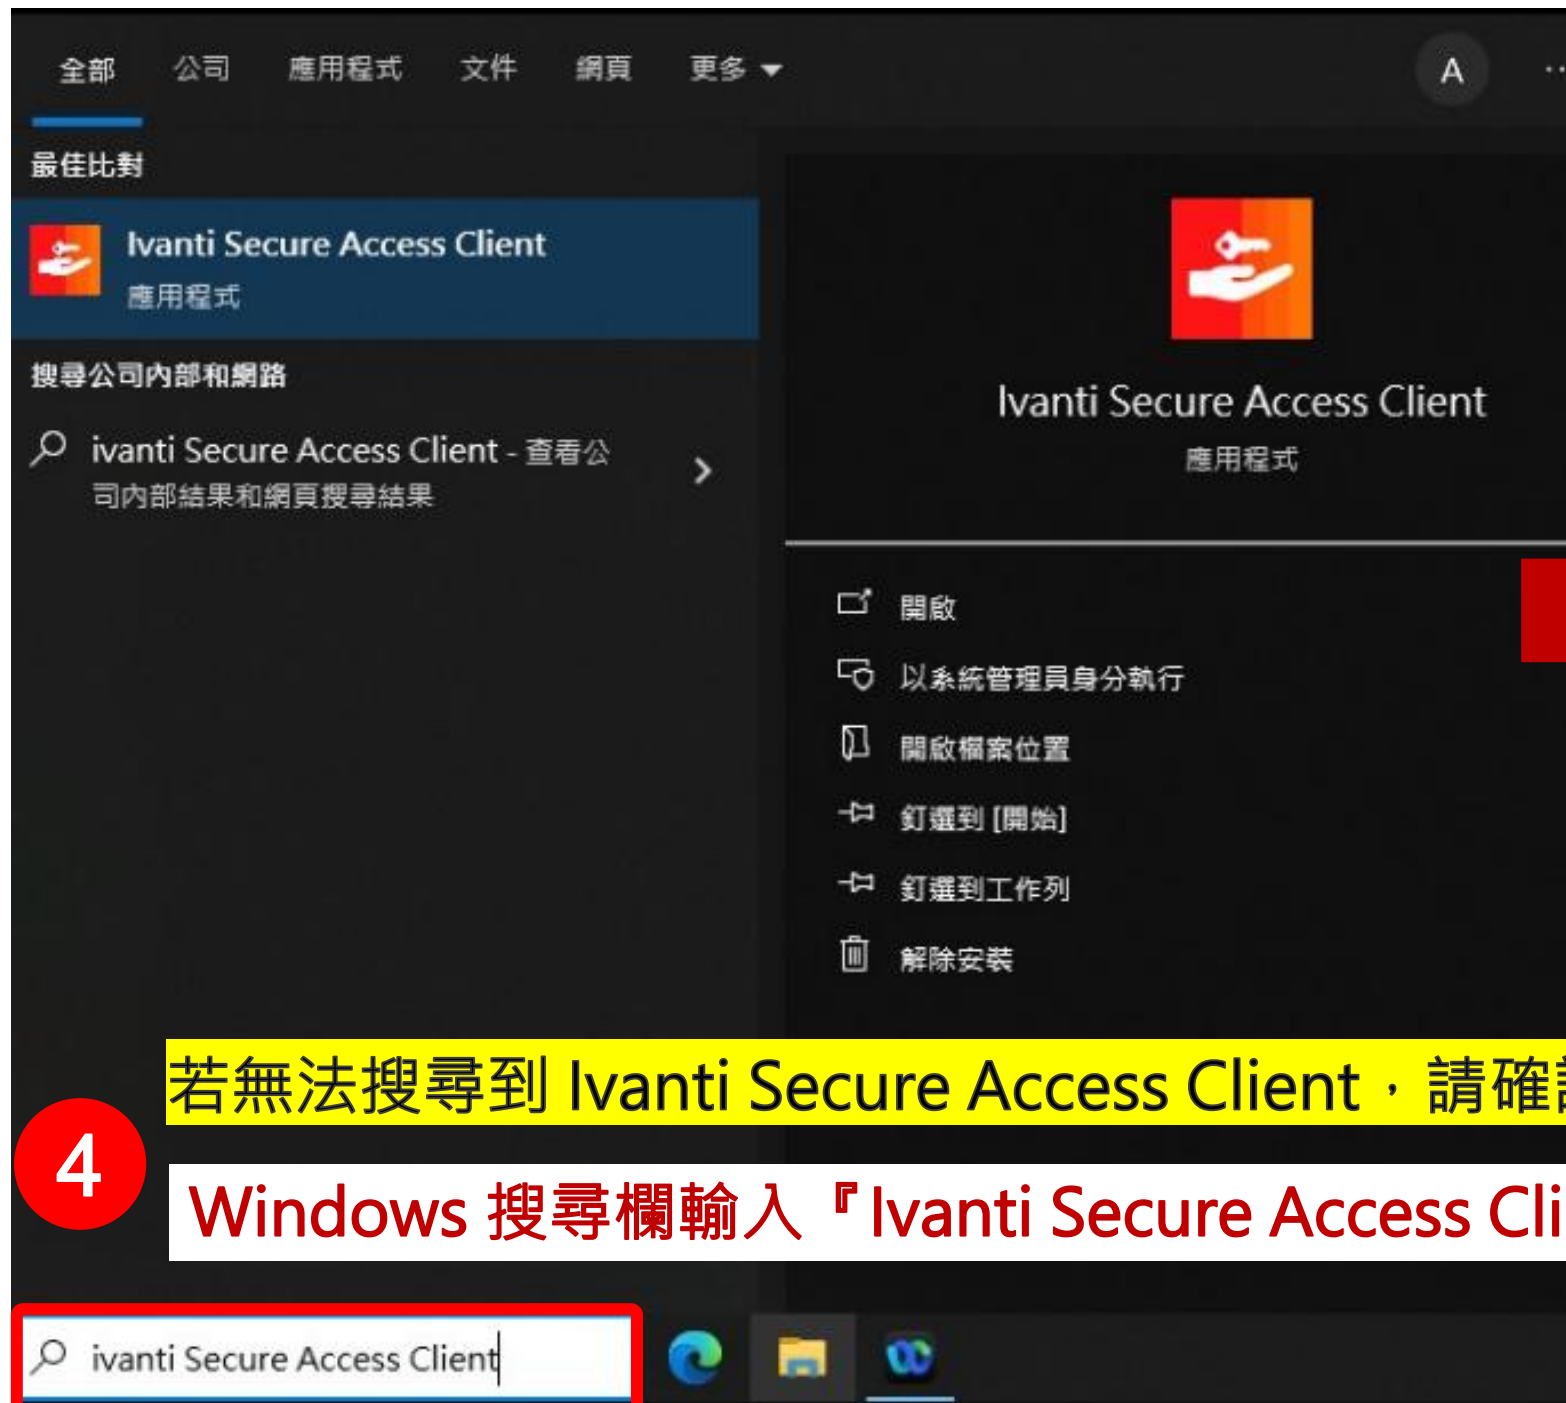 全部 公司 應用程式 文件 網頁 更多 A
最佳比對
Ivanti Secure Access Client
應用程式
搜尋公司內部和網路
ivanti Secure Access Client - 查看公
司內部結果和網頁搜尋結果
Ivanti Secure Access Client
應用程式
開啟
以系統管理員身分執行
開啟檔案位置
釘選到 [開始]
釘選到工作列
解除安裝
若無法搜尋到 Ivanti Secure Access Client，請確
4
Windows 搜尋欄輸入『Ivanti Secure Access Cli
ivanti Secure Access Client